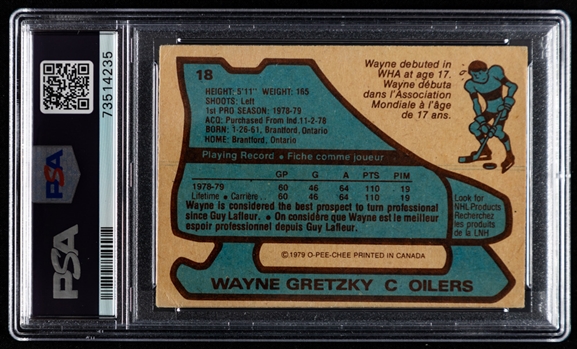 PSA
73514235
PSA
18
HEIGHT: 5'11" WEIGHT: 165
SHOOTS: Left
1st PRO SEASON: 1978-79
ACQ: Purchased From Ind. 11-2-78
BORN: 1-26-61, Brantford, Ontario
HOME: Brantford, Ontario
Wayne debuted in
WHA at age 17.
Wayne débuta
dans l'Association
Mondiale à l'âge
de 17 ans.
Playing Record • Fiche comme joueur
GP G A PTS PIM
1978-79 60 46 64 110 19
Lifetime • Carrière.. 60 46 64 110 19
Wayne is considered the best prospect to turn professional
since Guy Lafleur. • On considère que Wayne est le meilleur
espoir professionnel depuis Guy Lafleur.
Look for
NHL Products
Recherchez
les produits
de la LNH
©1979 O-PEE-CHEE PRINTED IN CANADA
WAYNE GRETZKY C OILERS